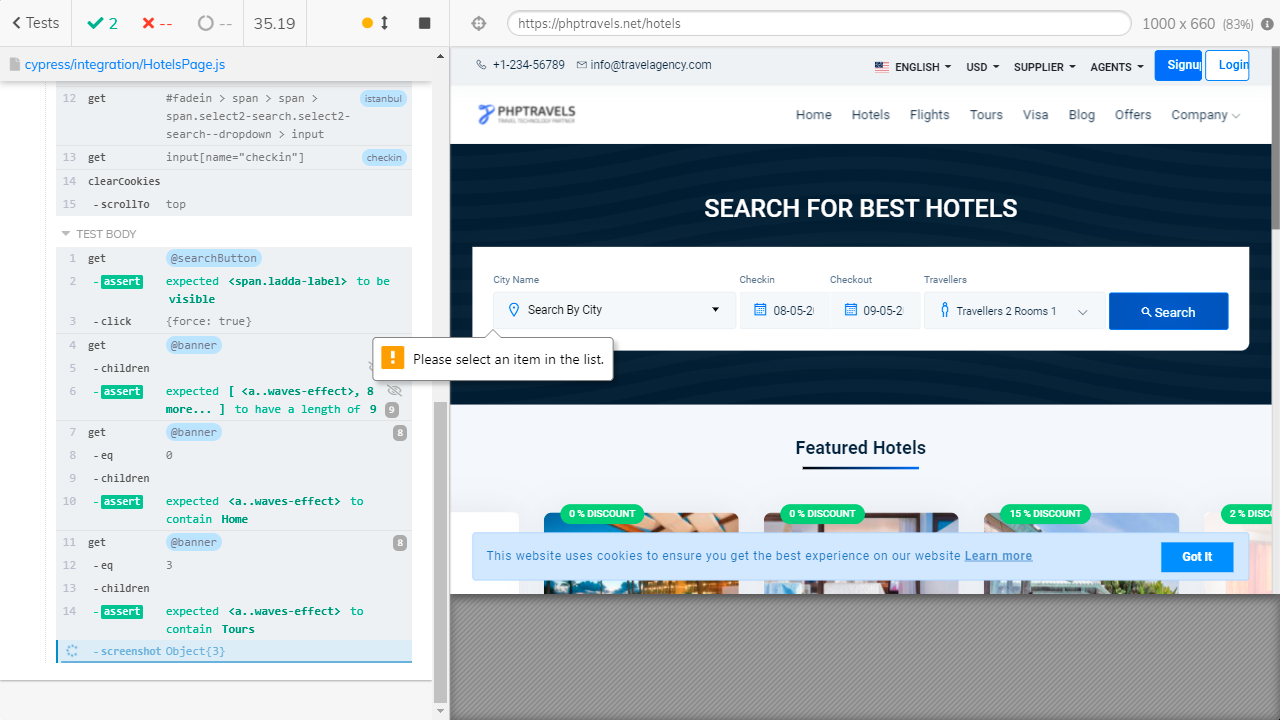 Tests
2
--
--
35.19
https://phptravels.net/hotels
1000 x 660 (83%)
cypress/integration/HotelsPage.js
12 get #fadein > span > span > istanbul
span.select2-search.select2-
search--dropdown > input
13 get input[name="checkin"] checkin
14 clearCookies
15 -scrollTo top
TEST BODY
1 get @searchButton
2 -assert expected <span.ladda-label> to be
visible
3 -click {force: true}
4 get @banner
5 -children
6 -assert expected [ <a..waves-effect>, 8
more... ] to have a length of 9 9
7 get @banner 8
8 -eq 0
9 -children
10 -assert expected <a..waves-effect> to
contain Home
11 get @banner 8
12 -eq 3
13 -children
14 -assert expected <a..waves-effect> to
contain Tours
-screenshot Object{3}
+1-234-56789 info@travelagency.com ENGLISH USD SUPPLIER AGENTS Signup Login
PHPTRAVELS
TRAVEL TECHNOLOGY PARTNER
Home Hotels Flights Tours Visa Blog Offers Company
SEARCH FOR BEST HOTELS
City Name Checkin Checkout Travellers
Search By City 08-05-2 09-05-2 Travellers 2 Rooms 1 Search
Please select an item in the list.
Featured Hotels
0 % DISCOUNT 0 % DISCOUNT 15 % DISCOUNT 2 % DISCO
This website uses cookies to ensure you get the best experience on our website Learn more Got It